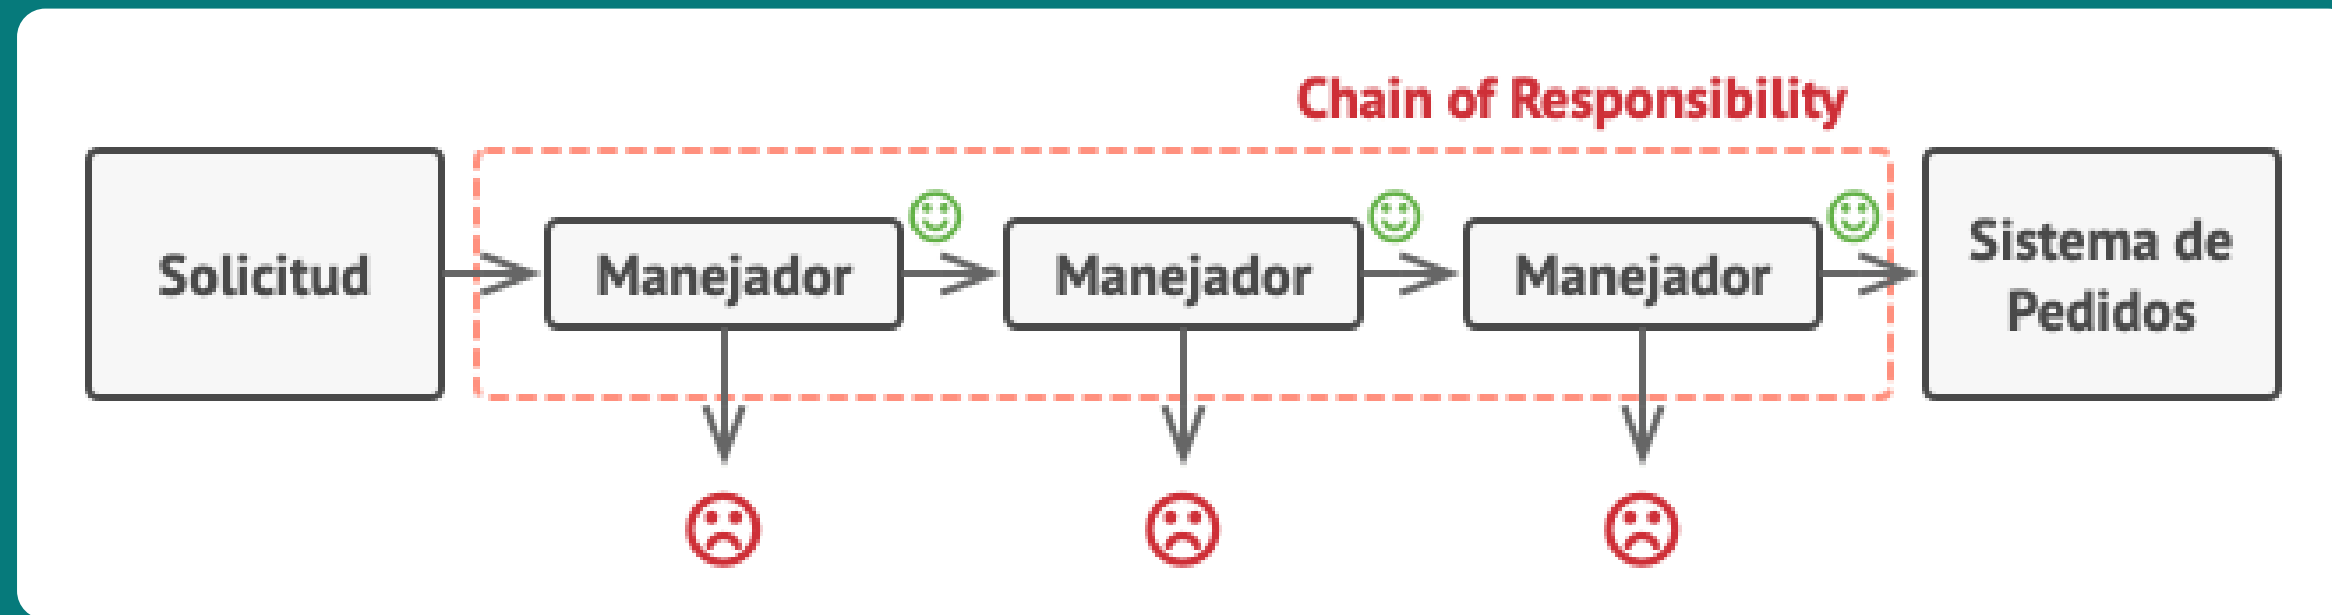 Chain of Responsibility
Solicitud
Manejador
Manejador
Manejador
Sistema de
Pedidos